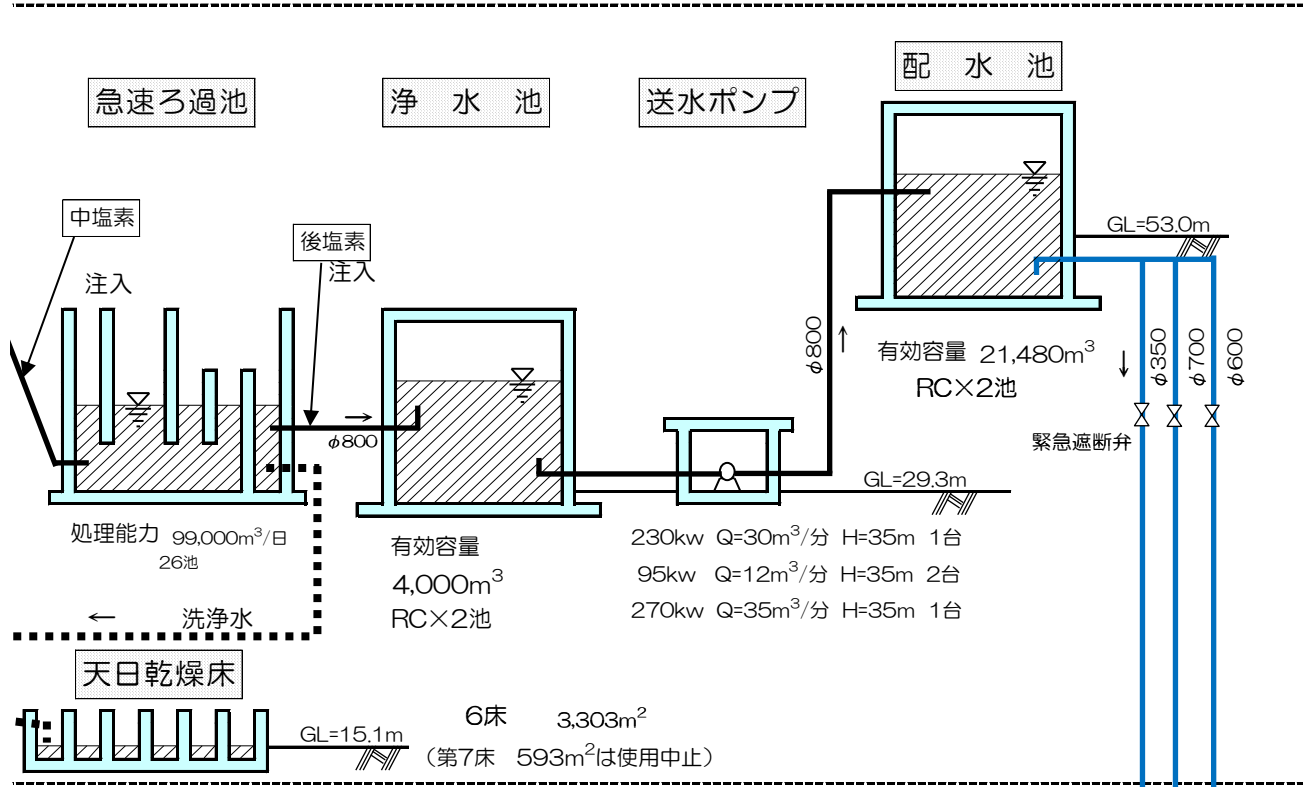 急速ろ過池
浄　水　池
送水ポンプ
配　水　池
中塩素
注入
後塩素
注入
φ800
処理能力 99,000m³/日
26池
有効容量
4,000m³
RC×2池
φ800
↑
有効容量 21,480m³
RC×2池
GL=53.0m
↓
φ350
φ700
φ600
緊急遮断弁
GL=29.3m
230kw Q=30m³/分 H=35m 1台
95kw Q=12m³/分 H=35m 2台
270kw Q=35m³/分 H=35m 1台
← 洗浄水
天日乾燥床
GL=15.1m
6床 3,303m²
（第7床 593m²は使用中止）